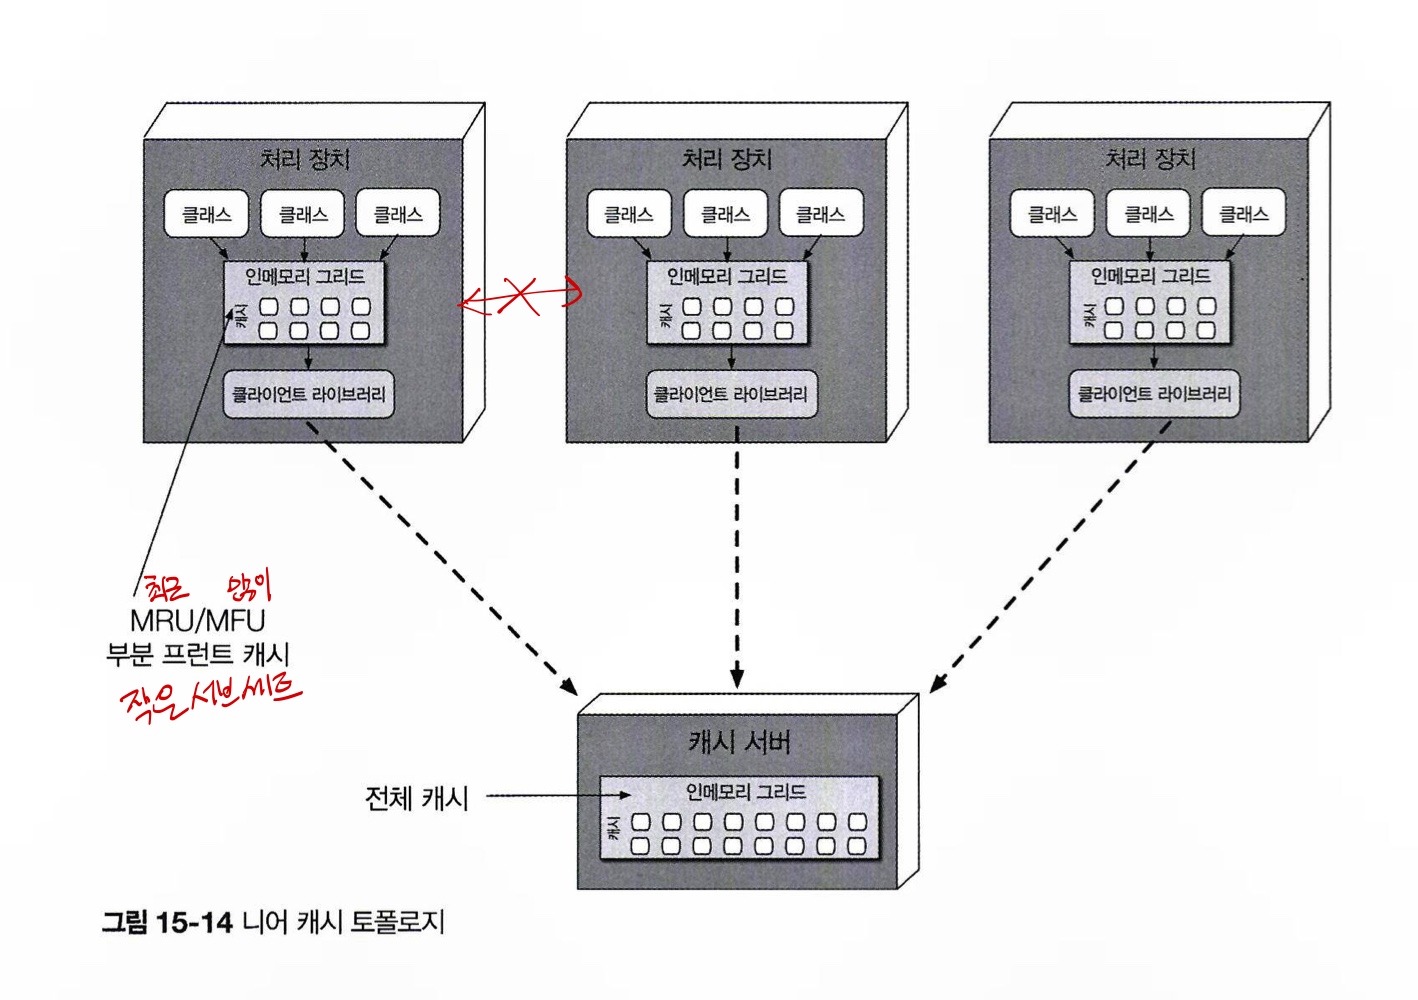 처리 장치
클래스 클래스 클래스
인메모리 그리드
캐시
클라이언트 라이브러리
처리 장치
클래스 클래스 클래스
인메모리 그리드
캐시
클라이언트 라이브러리
처리 장치
클래스 클래스 클래스
인메모리 그리드
캐시
클라이언트 라이브러리
최근 많이
MRU/MFU
부분 프런트 캐시
작은 서브세트
캐시 서버
전체 캐시
인메모리 그리드
캐시
그림 15-14 니어 캐시 토폴로지